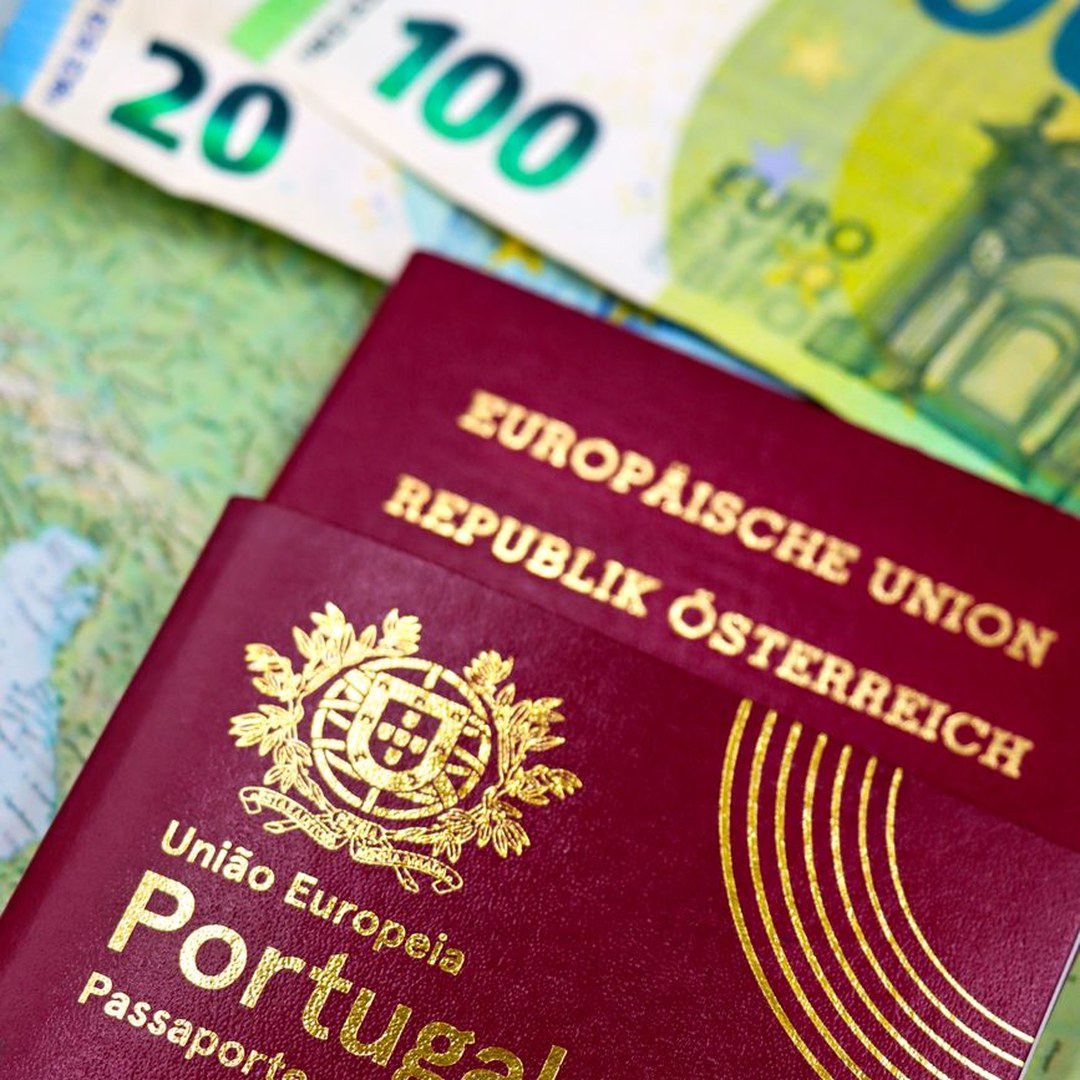 20
100
EURO
EUROPÄISCHE UNION
REPUBLIK ÖSTERREICH
União Europeia
Portugal
Passaporte